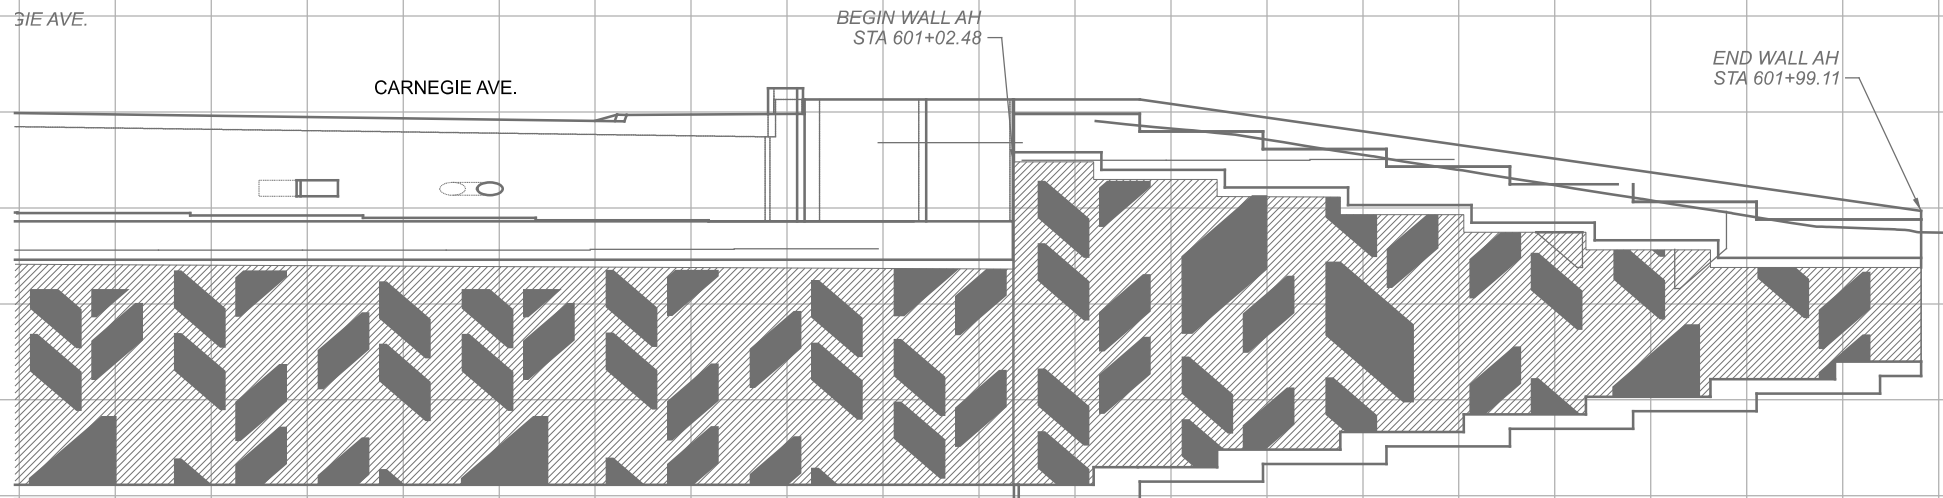 GIE AVE.
BEGIN WALL AH
STA 601+02.48
CARNEGIE AVE.
END WALL AH
STA 601+99.11